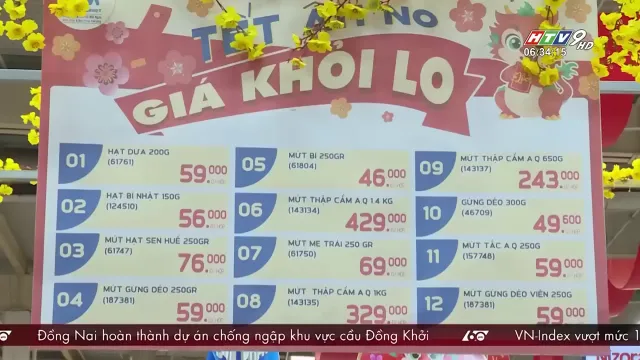 HTV9 HD
06:34:15
TẾT ẤM NO
GIÁ KHỎI LO
01 HẠT DƯA 200G
(61761)
59.000
02 HẠT BÍ NHẬT 150G
(124510)
56.000
03 MỨT HẠT SEN HUẾ 250GR
(61747)
76.000
04 MỨT GỪNG DẺO 250GR
(187381)
59.000
05 MỨT BÍ 250GR
(61804)
46.000
06 MỨT THẬP CẨM A Q 1.4 KG
(143134)
429.000
07 MỨT ME TRÁI 250 GR
(61750)
69.000
08 MỨT THẬP CẨM A Q 1KG
(143135)
329.000
09 MỨT THẬP CẨM A Q 650G
(143137)
243.000
10 GỪNG DẺO 300G
(46709)
49.600
11 MỨT TẮC A Q 250G
(157748)
59.000
12 MỨT GỪNG DẺO VIÊN 250G
(187381)
59.000
Đồng Nai hoàn thành dự án chống ngập khu vực cầu Đồng Khởi
VN-Index vượt mức